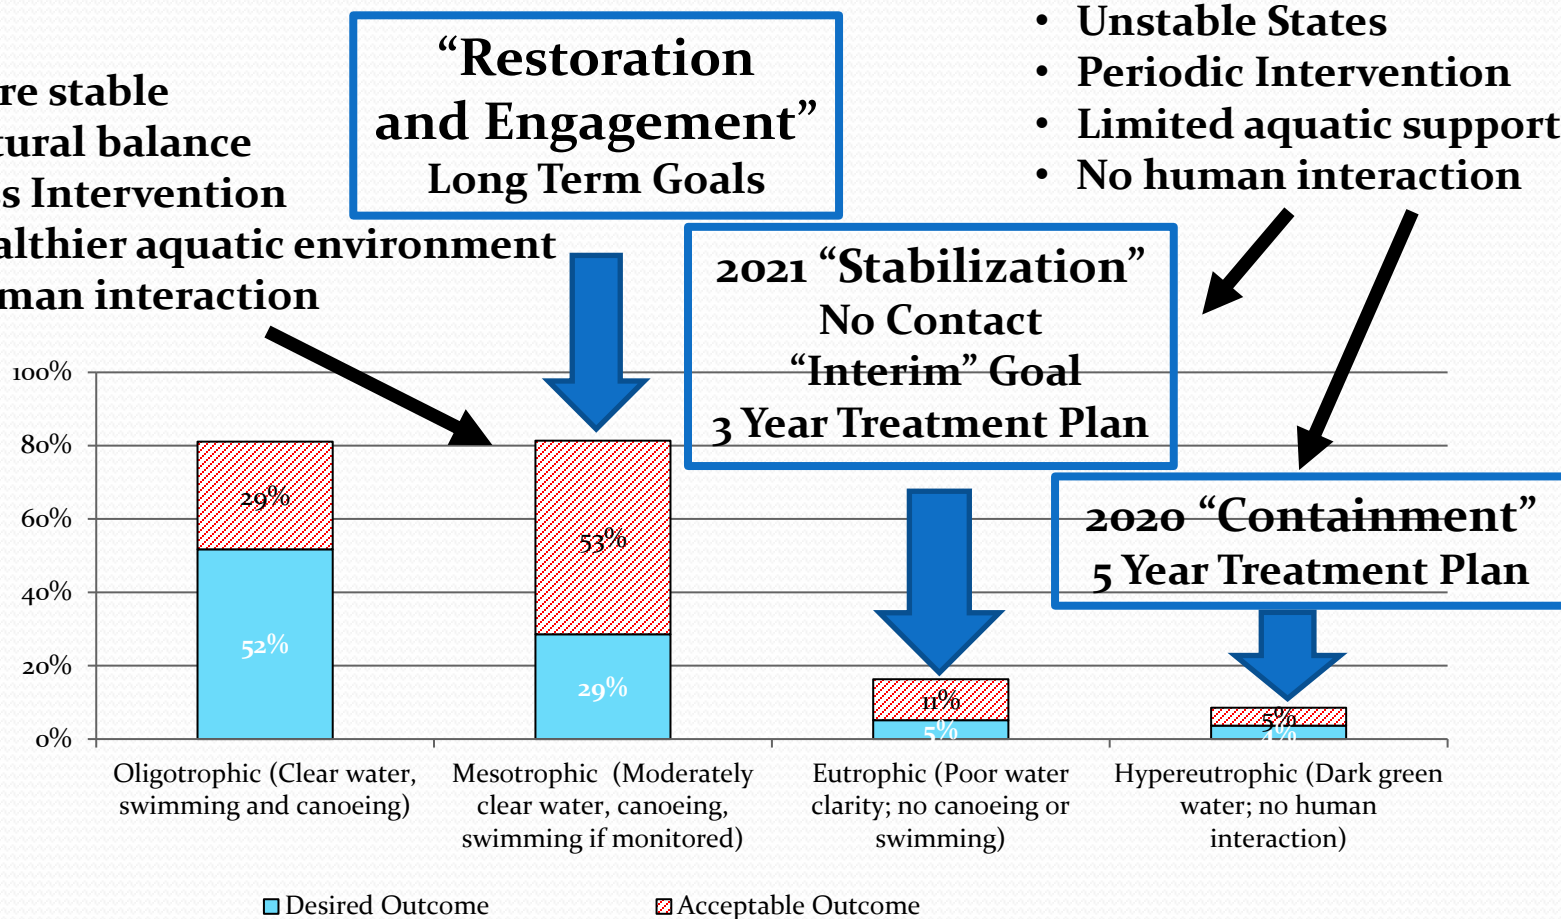 “Restoration
and Engagement”
Long Term Goals
• Unstable States
• Periodic Intervention
• Limited aquatic support
• No human interaction
re stable
tural balance
s Intervention
althier aquatic environment
man interaction
2021 “Stabilization”
No Contact
“Interim” Goal
3 Year Treatment Plan
2020 “Containment”
5 Year Treatment Plan
100%
80%
60%
40%
20%
0%
29%
52%
53%
29%
11%
5%
5%
4%
Oligotrophic (Clear water,
swimming and canoeing)
Mesotrophic (Moderately
clear water, canoeing,
swimming if monitored)
Eutrophic (Poor water
clarity; no canoeing or
swimming)
Hypereutrophic (Dark green
water; no human
interaction)
Desired Outcome
Acceptable Outcome